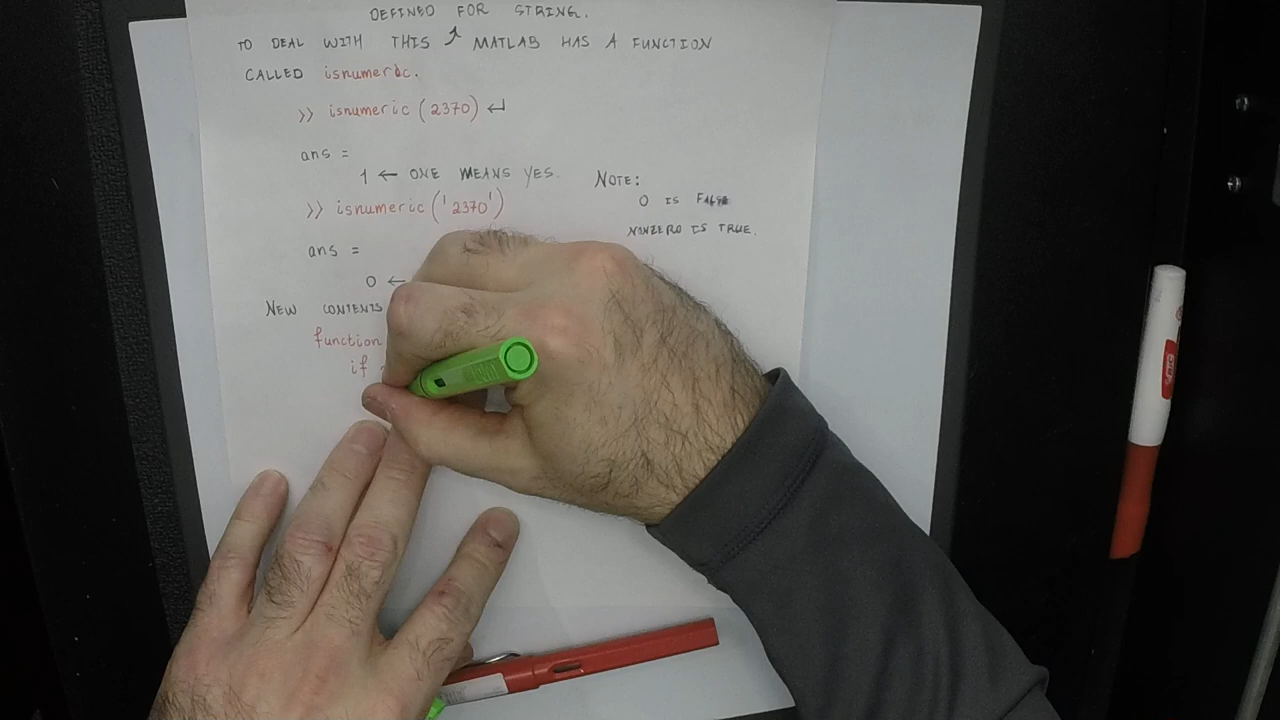 DEFINED FOR STRING.
TO DEAL WITH THIS ↗ MATLAB HAS A FUNCTION
CALLED isnumeric.
>> isnumeric (2370) ↵
ans =
1 ← ONE MEANS YES.
NOTE:
0 IS FALSE
NONZERO IS TRUE.
>> isnumeric ('2370')
ans =
0 ←
NEW CONTENTS
function
if